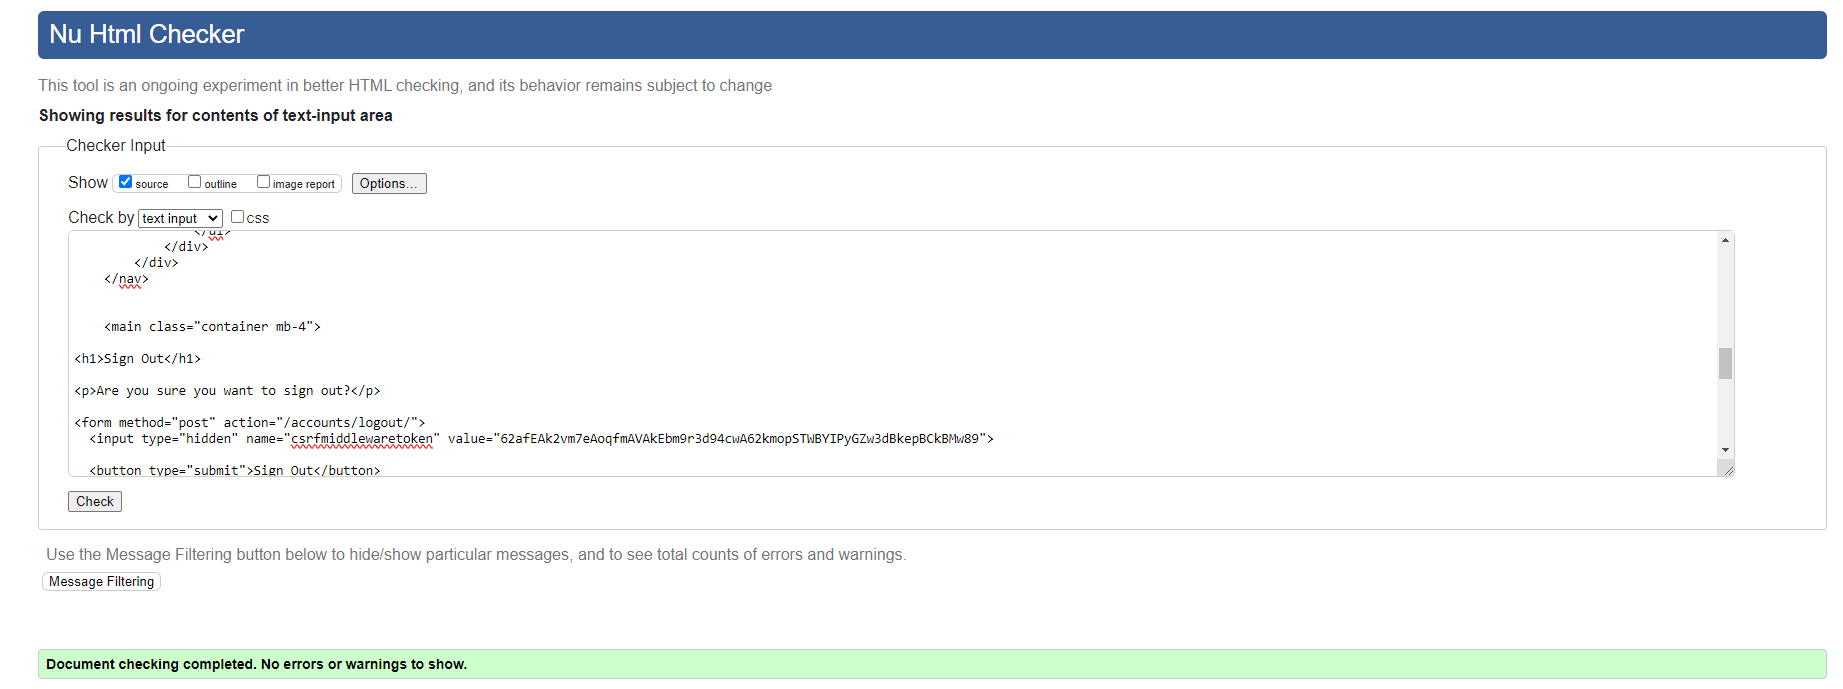 Nu Html Checker
This tool is an ongoing experiment in better HTML checking, and its behavior remains subject to change
Showing results for contents of text-input area
Checker Input
Show source outline image report Options...
Check by text input css
</ul>
</div>
</div>
</nav>
<main class="container mb-4">
<h1>Sign Out</h1>
<p>Are you sure you want to sign out?</p>
<form method="post" action="/accounts/logout/">
<input type="hidden" name="csrfmiddlewaretoken" value="62afEAk2vm7eAoqfmAVAkEbm9r3d94cwA62kmopSTWBYIPyGZw3dBkepBCkBMw89">
<button type="submit">Sign Out</button>
Check
Use the Message Filtering button below to hide/show particular messages, and to see total counts of errors and warnings.
Message Filtering
Document checking completed. No errors or warnings to show.